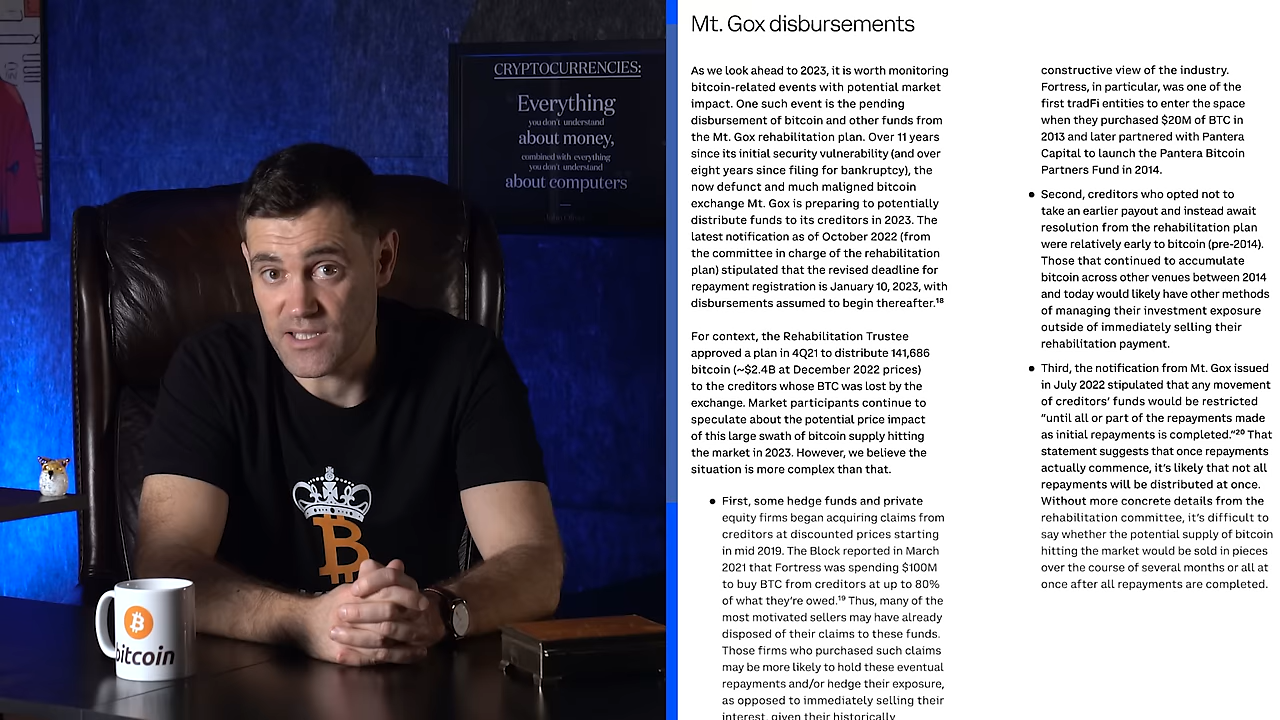 CRYPTOCURRENCIES:
Everything
you don't understand
about money,
combined with everything
you don't understand
about computers
bitcoin
Mt. Gox disbursements
As we look ahead to 2023, it is worth monitoring
bitcoin-related events with potential market
impact. One such event is the pending
disbursement of bitcoin and other funds from
the Mt. Gox rehabilitation plan. Over 11 years
since its initial security vulnerability (and over
eight years since filing for bankruptcy), the
now defunct and much maligned bitcoin
exchange Mt. Gox is preparing to potentially
distribute funds to its creditors in 2023. The
latest notification as of October 2022 (from
the committee in charge of the rehabilitation
plan) stipulated that the revised deadline for
repayment registration is January 10, 2023, with
disbursements assumed to begin thereafter.¹⁸
For context, the Rehabilitation Trustee
approved a plan in 4Q21 to distribute 141,686
bitcoin (~$2.4B at December 2022 prices)
to the creditors whose BTC was lost by the
exchange. Market participants continue to
speculate about the potential price impact
of this large swath of bitcoin supply hitting
the market in 2023. However, we believe the
situation is more complex than that.
● First, some hedge funds and private
equity firms began acquiring claims from
creditors at discounted prices starting
in mid 2019. The Block reported in March
2021 that Fortress was spending $100M
to buy BTC from creditors at up to 80%
of what they're owed.¹⁹ Thus, many of the
most motivated sellers may have already
disposed of their claims to these funds.
Those firms who purchased such claims
may be more likely to hold these eventual
repayments and/or hedge their exposure,
as opposed to immediately selling their
interest, given their historically
constructive view of the industry.
Fortress, in particular, was one of the
first tradFi entities to enter the space
when they purchased $20M of BTC in
2013 and later partnered with Pantera
Capital to launch the Pantera Bitcoin
Partners Fund in 2014.
● Second, creditors who opted not to
take an earlier payout and instead await
resolution from the rehabilitation plan
were relatively early to bitcoin (pre-2014).
Those that continued to accumulate
bitcoin across other venues between 2014
and today would likely have other methods
of managing their investment exposure
outside of immediately selling their
rehabilitation payment.
● Third, the notification from Mt. Gox issued
in July 2022 stipulated that any movement
of creditors' funds would be restricted
"until all or part of the repayments made
as initial repayments is completed."²⁰ That
statement suggests that once repayments
actually commence, it's likely that not all
repayments will be distributed at once.
Without more concrete details from the
rehabilitation committee, it's difficult to
say whether the potential supply of bitcoin
hitting the market would be sold in pieces
over the course of several months or all at
once after all repayments are completed.